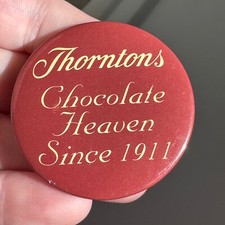 Thorntons
Chocolate
Heaven
Since 1911